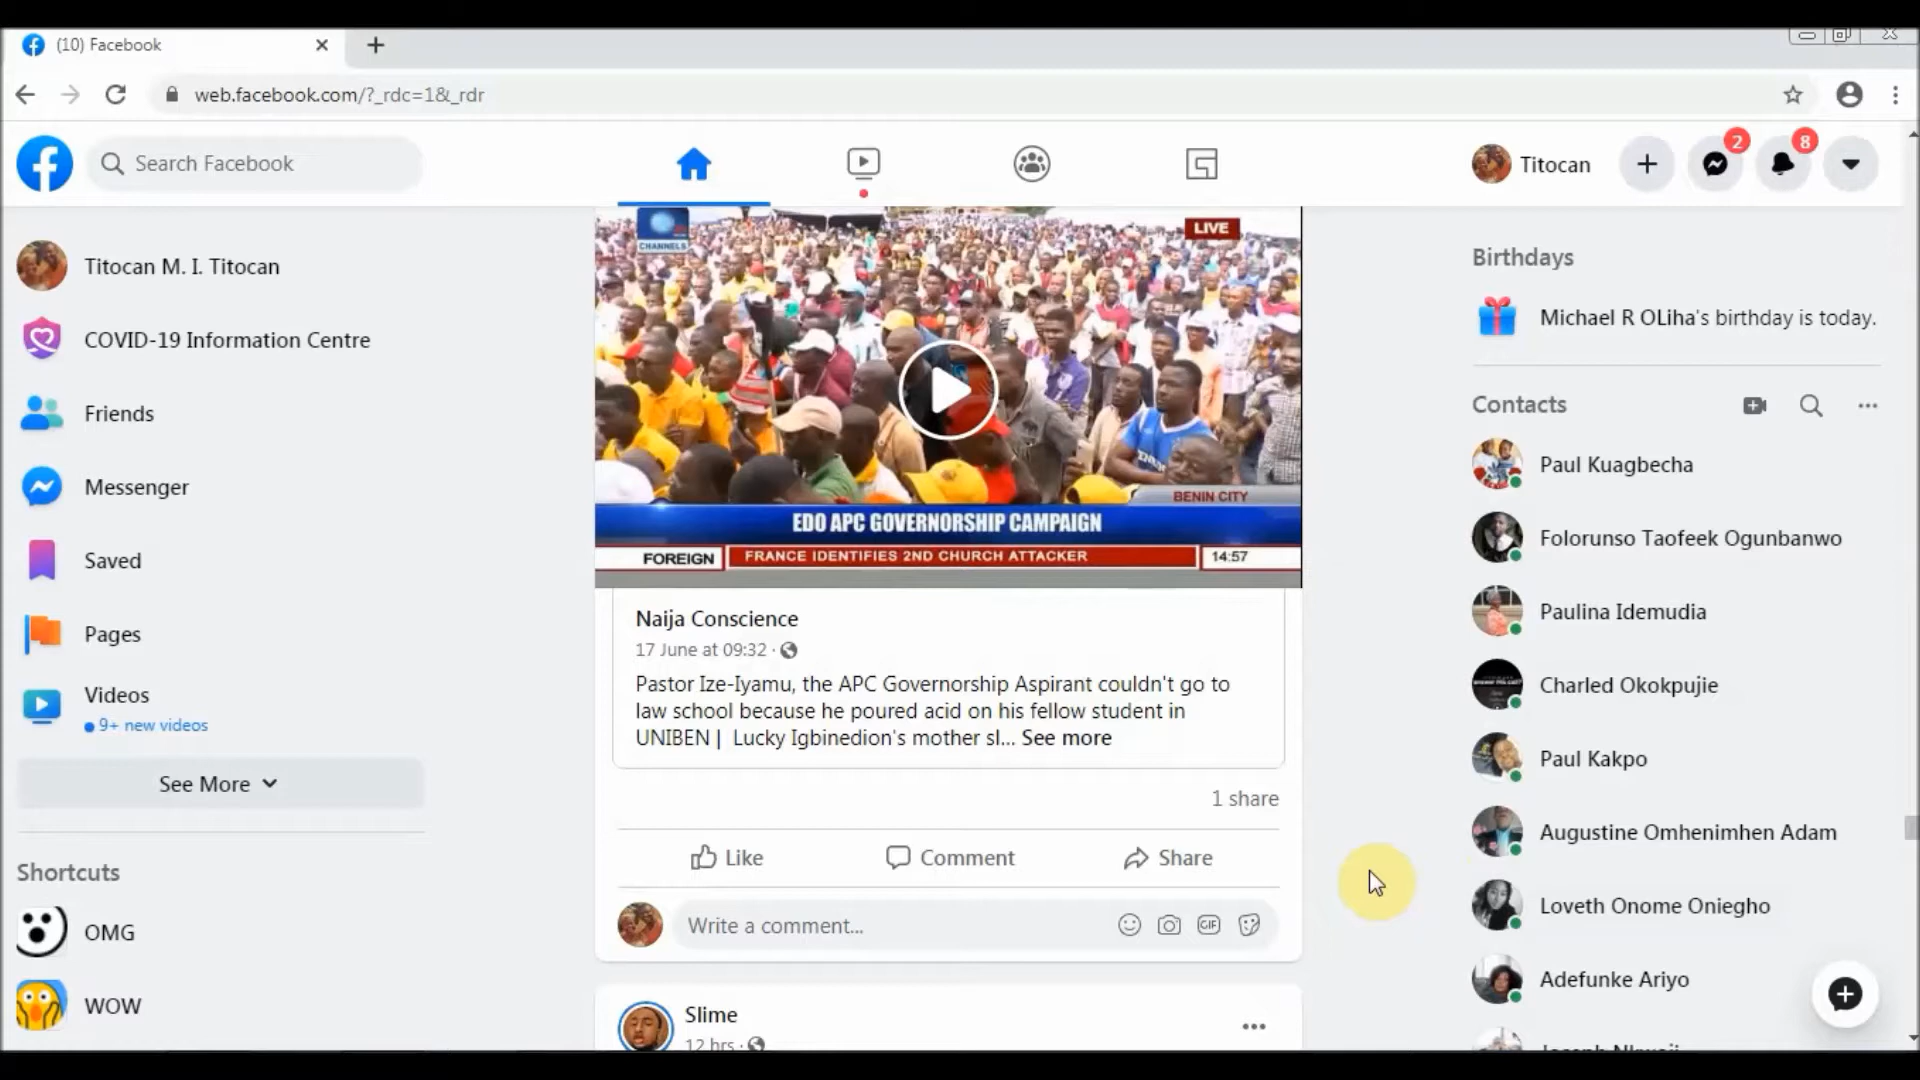 (10) Facebook
web.facebook.com/?_rdc=1&_rdr
Search Facebook
Titocan
2
8
Titocan M. I. Titocan
COVID-19 Information Centre
Friends
Messenger
Saved
Pages
Videos
9+ new videos
See More
Shortcuts
OMG
WOW
CHANNELS
LIVE
BENIN CITY
EDO APC GOVERNORSHIP CAMPAIGN
FOREIGN
FRANCE IDENTIFIES 2ND CHURCH ATTACKER
14:57
Naija Conscience
17 June at 09:32 ·
Pastor Ize-Iyamu, the APC Governorship Aspirant couldn't go to
law school because he poured acid on his fellow student in
UNIBEN | Lucky Igbinedion's mother sl... See more
1 share
Like
Comment
Share
Write a comment...
GIF
Slime
12 hrs ·
Birthdays
Michael R OLiha's birthday is today.
Contacts
Paul Kuagbecha
Folorunso Taofeek Ogunbanwo
Paulina Idemudia
Charled Okokpujie
Paul Kakpo
Augustine Omhenimhen Adam
Loveth Onome Oniegho
Adefunke Ariyo